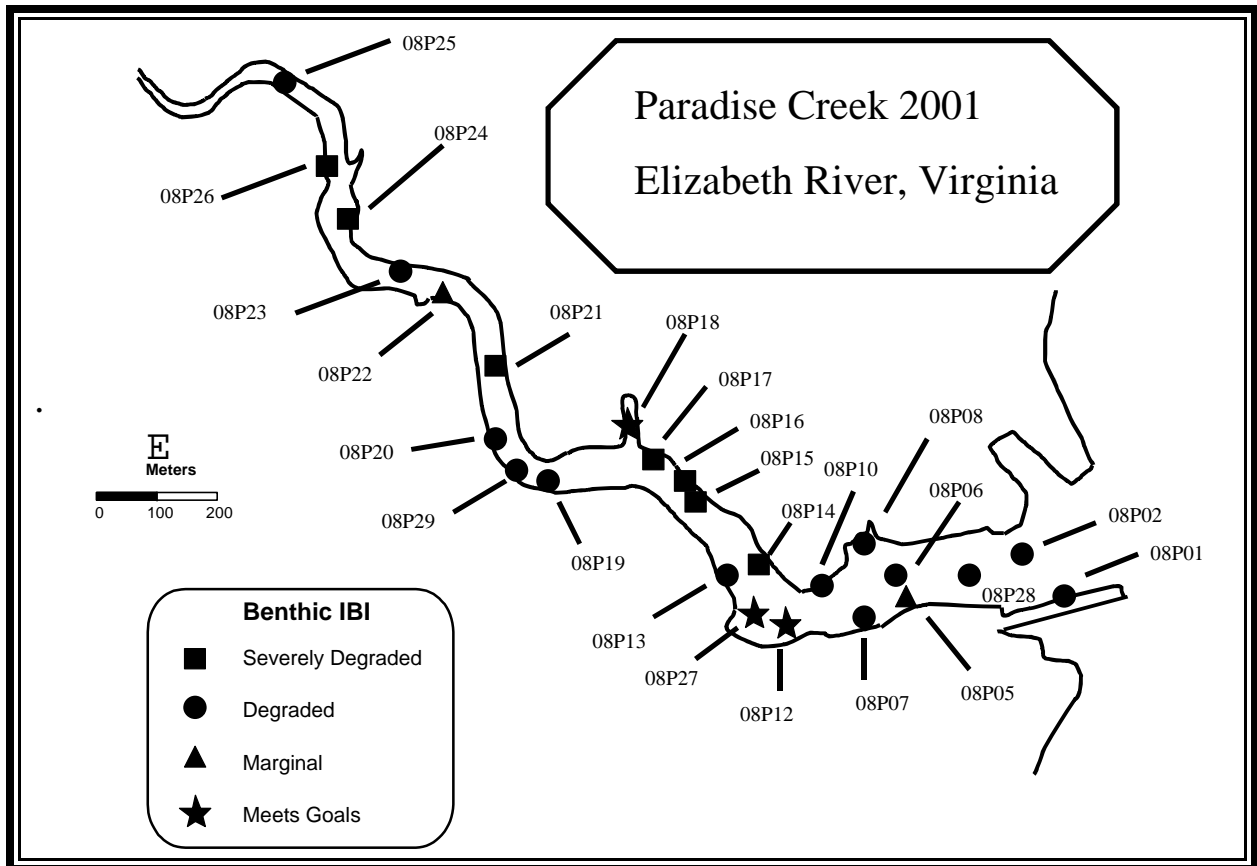 Paradise Creek 2001
Elizabeth River, Virginia
08P25
08P24
08P26
08P23
08P22
08P21
08P18
08P17
08P16
08P15
08P14
08P10
08P08
08P06
08P02
08P01
08P20
08P29
08P19
08P28
08P13
08P27
08P12
08P07
08P05
E
Meters
0 100 200
Benthic IBI
Severely Degraded
Degraded
Marginal
Meets Goals